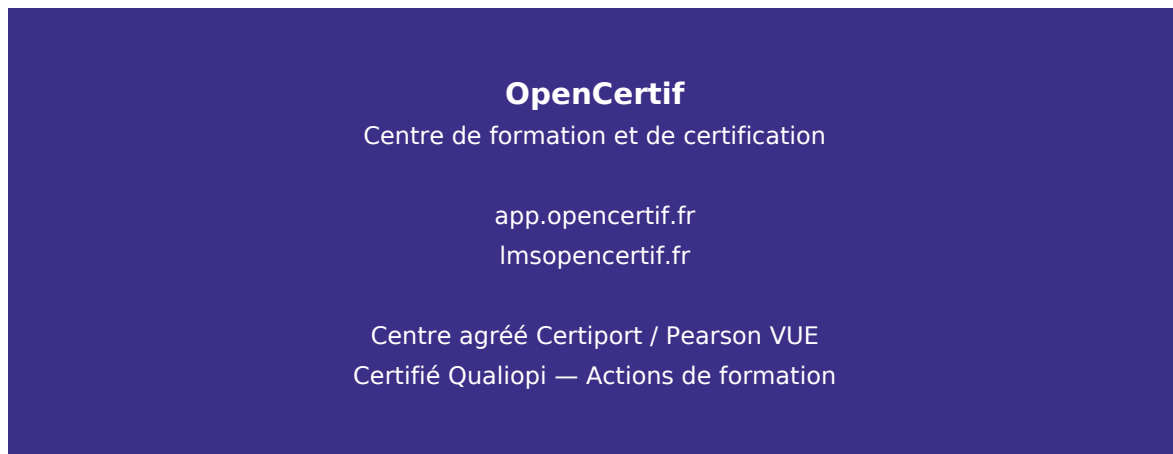 OpenCertif
Centre de formation et de certification
app.opencertif.fr
lmsopencertif.fr
Centre agréé Certiport / Pearson VUE
Certifié Qualiopi — Actions de formation